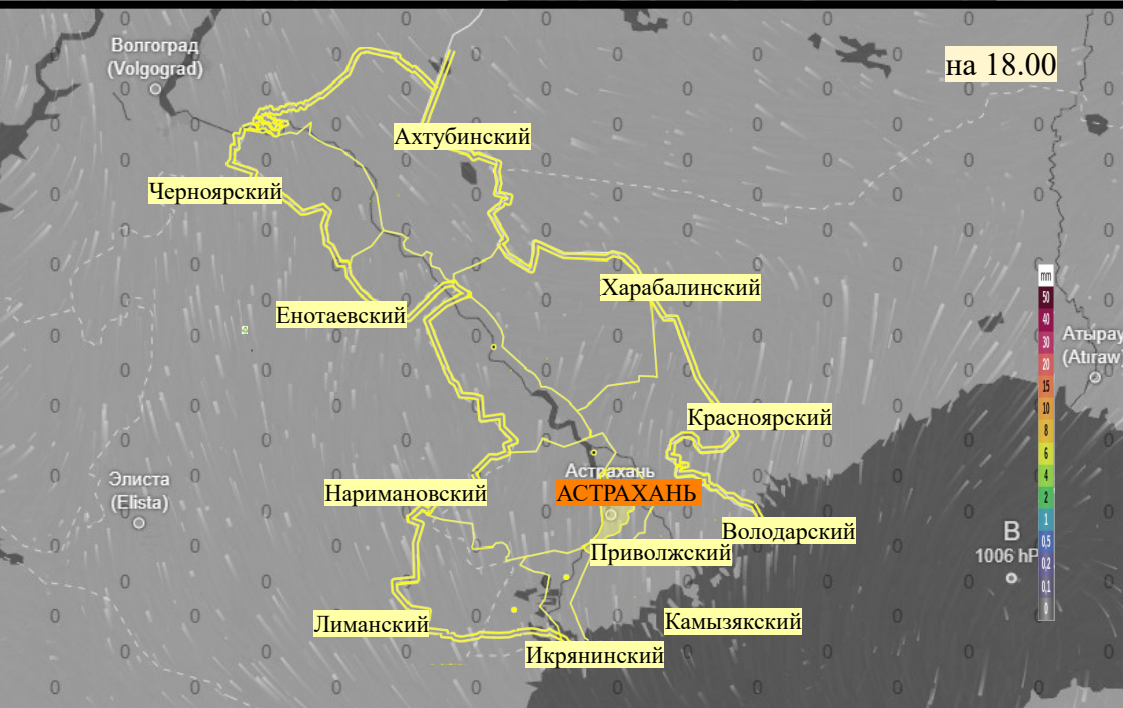 Волгоград
(Volgograd)
на 18.00
Ахтубинский
Черноярский
Харабалинский
Енотаевский
mm
50
40
30
20
15
10
8
6
4
2
1
0,5
0,2
0,1
0
Атырау
(Atıraw)
Красноярский
Астрахань
АСТРАХАНЬ
Элиста
(Elista)
Наримановский
Володарский
В
1006 hP
Приволжский
Лиманский
Камызякский
Икрянинский